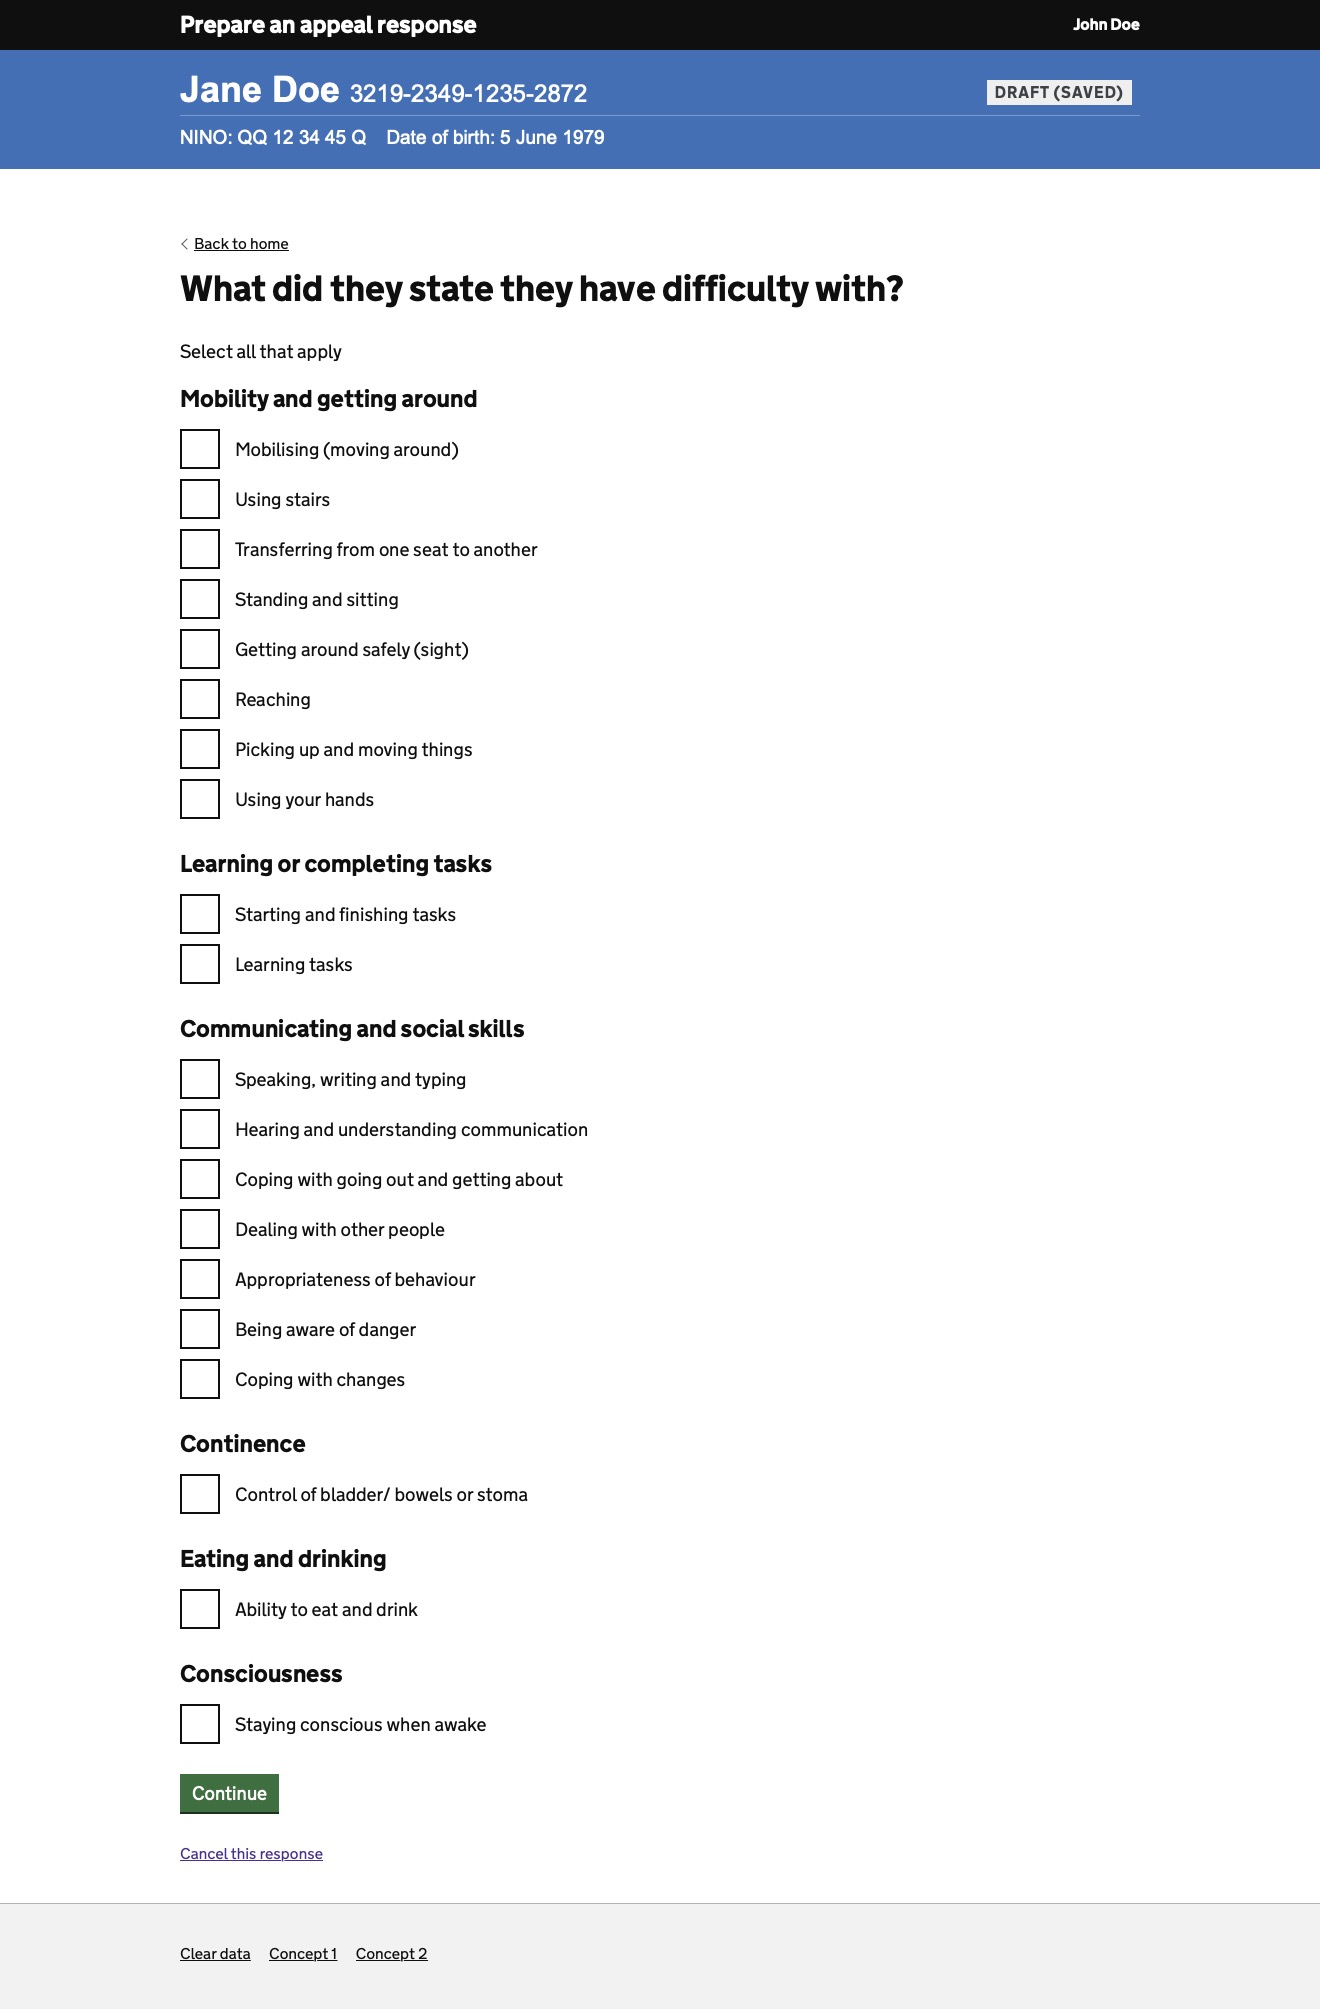 Prepare an appeal response
John Doe
Jane Doe 3219-2349-1235-2872
DRAFT (SAVED)
NINO: QQ 12 34 45 Q Date of birth: 5 June 1979
Back to home
What did they state they have difficulty with?
Select all that apply
Mobility and getting around
Mobilising (moving around)
Using stairs
Transferring from one seat to another
Standing and sitting
Getting around safely (sight)
Reaching
Picking up and moving things
Using your hands
Learning or completing tasks
Starting and finishing tasks
Learning tasks
Communicating and social skills
Speaking, writing and typing
Hearing and understanding communication
Coping with going out and getting about
Dealing with other people
Appropriateness of behaviour
Being aware of danger
Coping with changes
Continence
Control of bladder/ bowels or stoma
Eating and drinking
Ability to eat and drink
Consciousness
Staying conscious when awake
Continue
Cancel this response
Clear data Concept 1 Concept 2